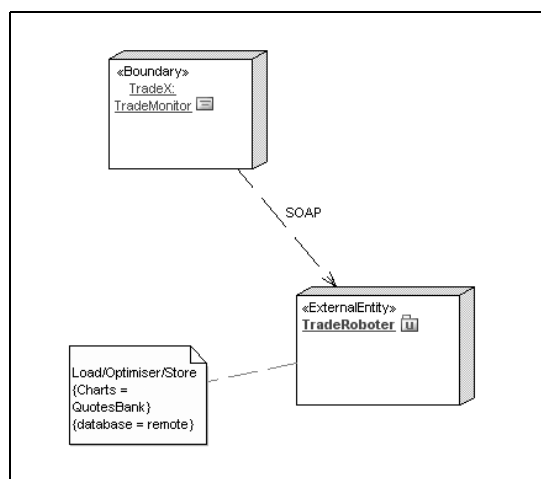 «Boundary»
TradeX:
TradeMonitor
SOAP
«ExternalEntity»
TradeRoboter
Load/Optimiser/Store
{Charts =
QuotesBank}
{database = remote}